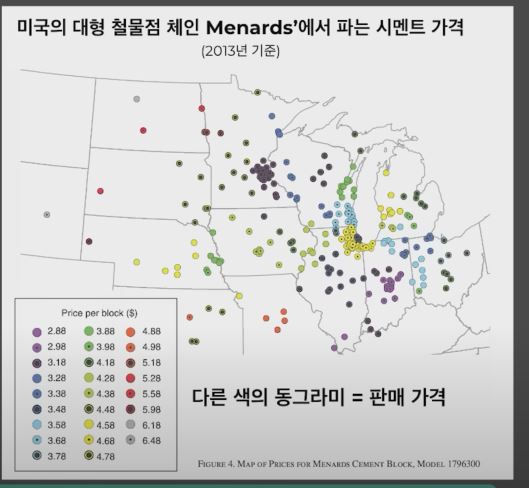 미국의 대형 철물점 체인 Menards'에서 파는 시멘트 가격
(2013년 기준)
Price per block ($)
2.88 3.88 4.88
2.98 3.98 4.98
3.18 4.18 5.18
3.28 4.28 5.28
3.38 4.38 5.58
3.48 4.48 5.98
3.58 4.58 6.18
3.68 4.68 6.48
3.78 4.78
다른 색의 동그라미 = 판매 가격
FIGURE 4. MAP OF PRICES FOR MENARDS CEMENT BLOCK, MODEL 1796300